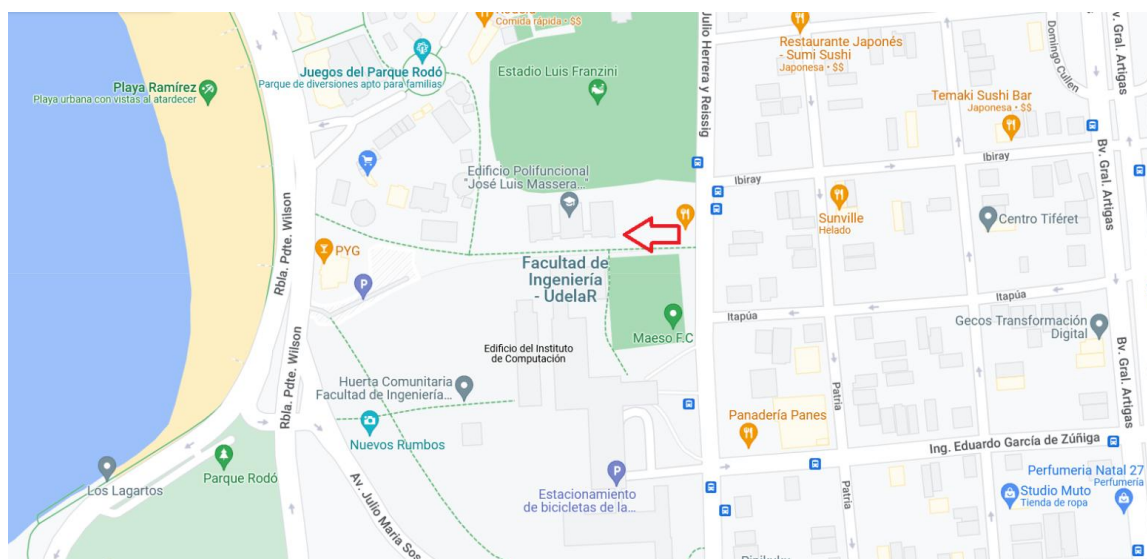 Comida rápida • $$
Juegos del Parque Rodó
Parque de diversiones apto para familias
Estadio Luis Franzini
Julio Herrera y Reissig
Restaurante Japonés
- Sumi Sushi
Japonesa • $$
Domingo Cullen
Bv. Gral. Artigas
Playa Ramírez
Playa urbana con vistas al atardecer
Temaki Sushi Bar
Japonesa • $$
Edificio Polifuncional
"José Luis Massera..."
Ibiray
Ibiray
Bv. Gral. Artigas
Sunville
Helado
Centro Tiféret
Rbla. Pdte. Wilson
PYG
P
Facultad de
Ingeniería
- UdelaR
Itapúa
Itapúa
Maeso F.C
Gecos Transformación
Digital
Edificio del Instituto
de Computación
Rbla. Pdte. Wilson
Huerta Comunitaria
Facultad de Ingeniería...
Patria
Bv. Gral. Artigas
Panadería Panes
Nuevos Rumbos
Ing. Eduardo García de Zúñiga
Parque Rodó
Los Lagartos
Av. Julio María Sos
P
Estacionamiento
de bicicletas de la...
Patria
Perfumeria Natal 27
Perfumería
Studio Muto
Tienda de ropa